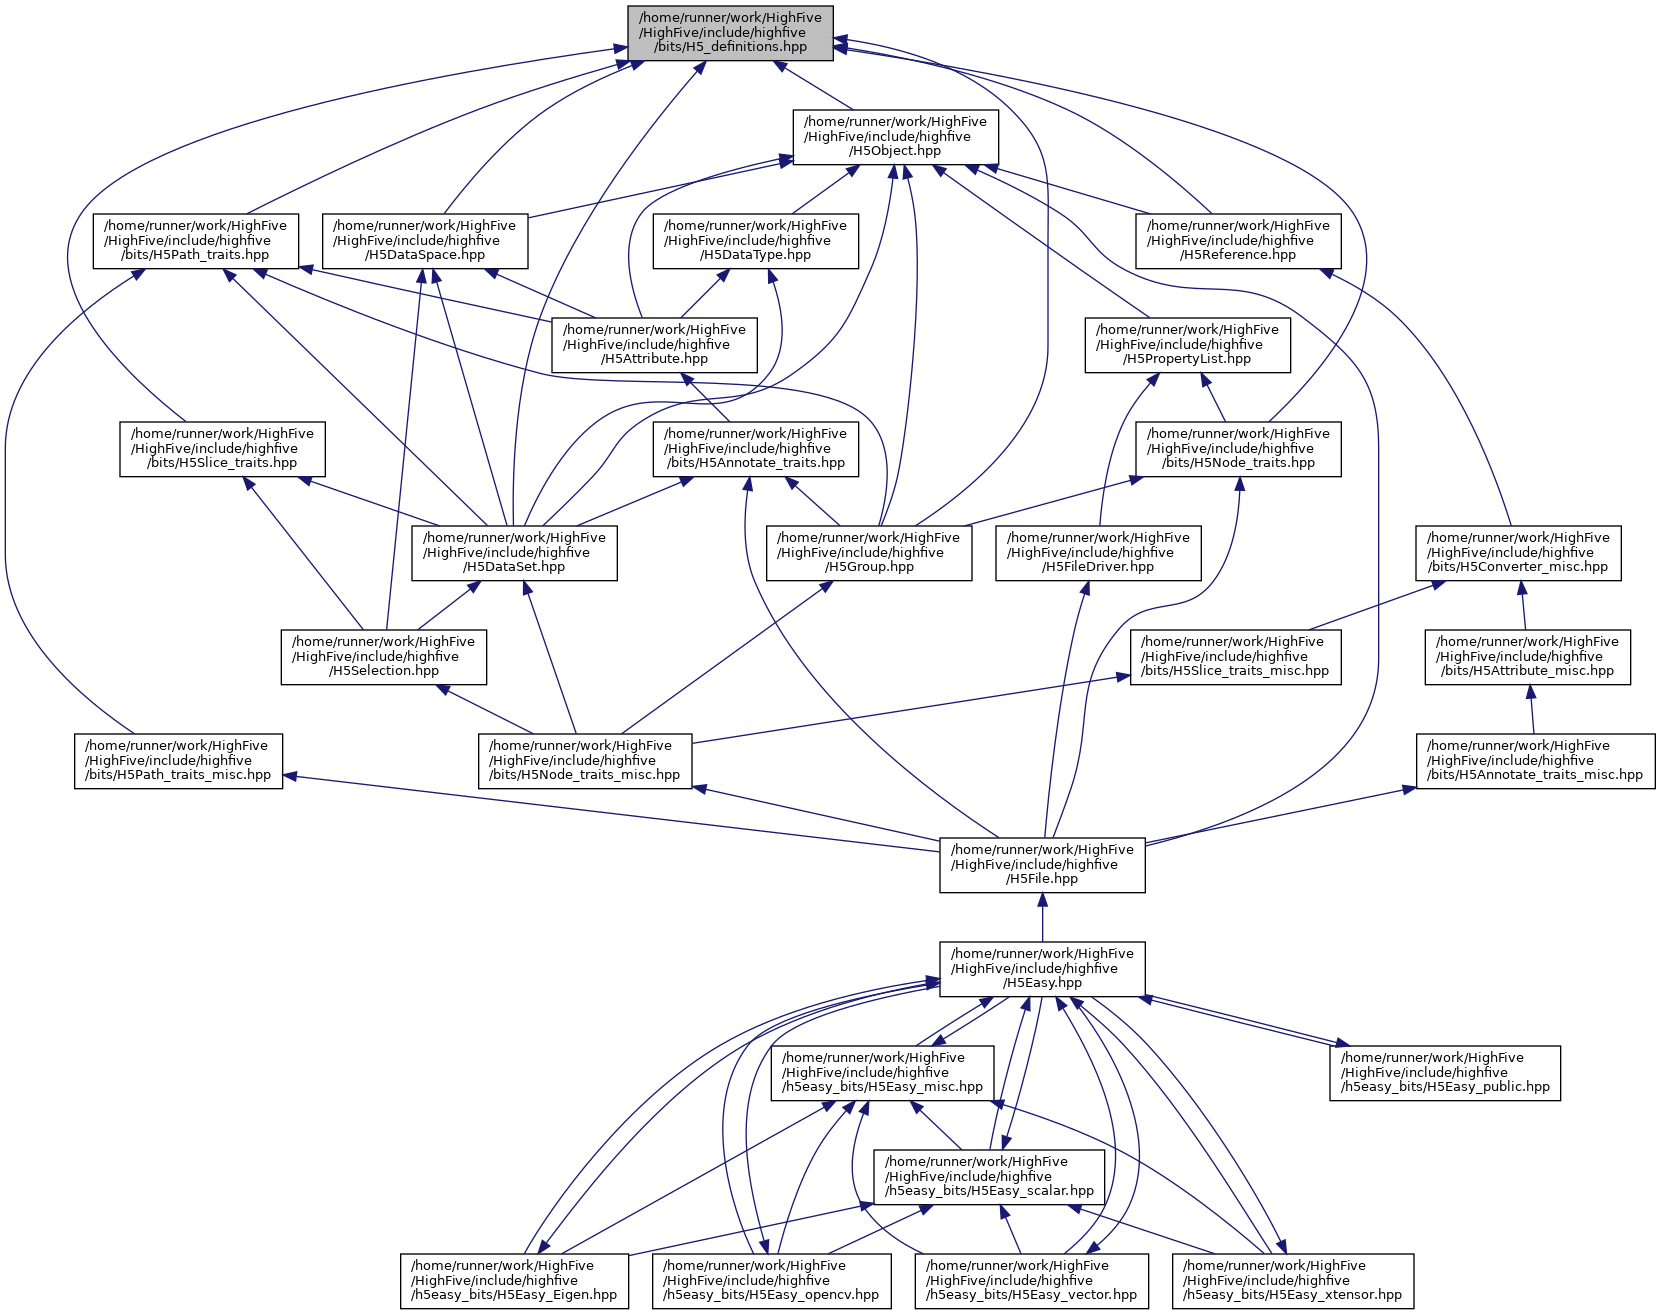 /home/runner/work/HighFive
/HighFive/include/highfive
/bits/H5_definitions.hpp
/home/runner/work/HighFive
/HighFive/include/highfive
/H5Object.hpp
/home/runner/work/HighFive
/HighFive/include/highfive
/bits/H5Path_traits.hpp
/home/runner/work/HighFive
/HighFive/include/highfive
/H5DataSpace.hpp
/home/runner/work/HighFive
/HighFive/include/highfive
/H5DataType.hpp
/home/runner/work/HighFive
/HighFive/include/highfive
/H5Reference.hpp
/home/runner/work/HighFive
/HighFive/include/highfive
/H5Attribute.hpp
/home/runner/work/HighFive
/HighFive/include/highfive
/H5PropertyList.hpp
/home/runner/work/HighFive
/HighFive/include/highfive
/bits/H5Slice_traits.hpp
/home/runner/work/HighFive
/HighFive/include/highfive
/bits/H5Annotate_traits.hpp
/home/runner/work/HighFive
/HighFive/include/highfive
/bits/H5Node_traits.hpp
/home/runner/work/HighFive
/HighFive/include/highfive
/H5DataSet.hpp
/home/runner/work/HighFive
/HighFive/include/highfive
/H5Group.hpp
/home/runner/work/HighFive
/HighFive/include/highfive
/H5FileDriver.hpp
/home/runner/work/HighFive
/HighFive/include/highfive
/bits/H5Converter_misc.hpp
/home/runner/work/HighFive
/HighFive/include/highfive
/H5Selection.hpp
/home/runner/work/HighFive
/HighFive/include/highfive
/bits/H5Slice_traits_misc.hpp
/home/runner/work/HighFive
/HighFive/include/highfive
/bits/H5Attribute_misc.hpp
/home/runner/work/HighFive
/HighFive/include/highfive
/bits/H5Path_traits_misc.hpp
/home/runner/work/HighFive
/HighFive/include/highfive
/bits/H5Node_traits_misc.hpp
/home/runner/work/HighFive
/HighFive/include/highfive
/bits/H5Annotate_traits_misc.hpp
/home/runner/work/HighFive
/HighFive/include/highfive
/H5File.hpp
/home/runner/work/HighFive
/HighFive/include/highfive
/H5Easy.hpp
/home/runner/work/HighFive
/HighFive/include/highfive
/h5easy_bits/H5Easy_misc.hpp
/home/runner/work/HighFive
/HighFive/include/highfive
/h5easy_bits/H5Easy_public.hpp
/home/runner/work/HighFive
/HighFive/include/highfive
/h5easy_bits/H5Easy_scalar.hpp
/home/runner/work/HighFive
/HighFive/include/highfive
/h5easy_bits/H5Easy_Eigen.hpp
/home/runner/work/HighFive
/HighFive/include/highfive
/h5easy_bits/H5Easy_opencv.hpp
/home/runner/work/HighFive
/HighFive/include/highfive
/h5easy_bits/H5Easy_vector.hpp
/home/runner/work/HighFive
/HighFive/include/highfive
/h5easy_bits/H5Easy_xtensor.hpp